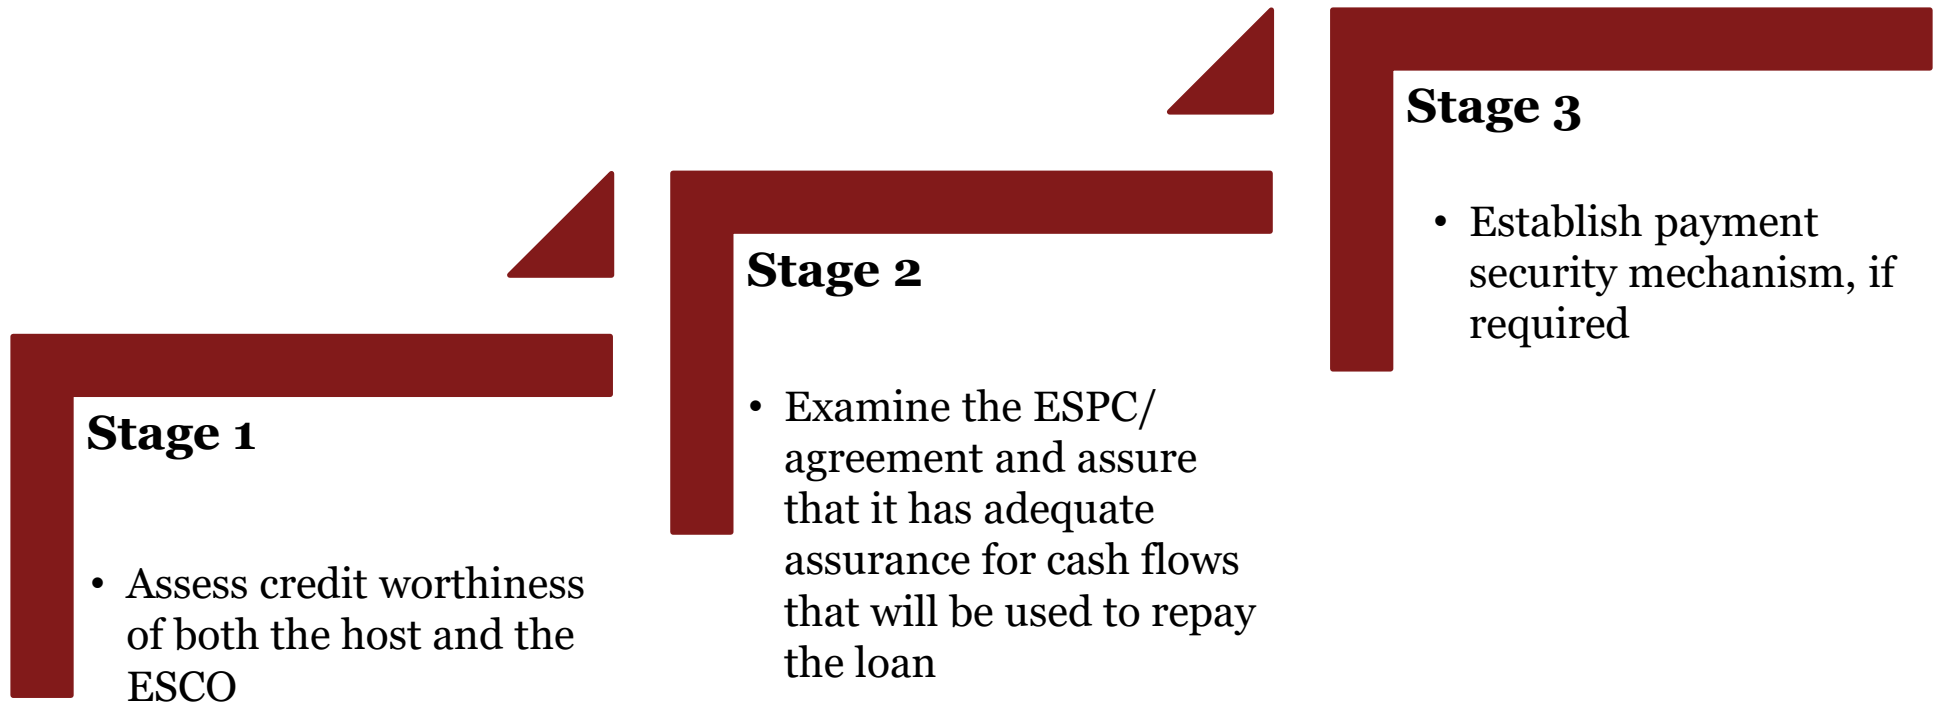 Stage 1
• Assess credit worthiness
of both the host and the
ESCO
Stage 2
• Examine the ESPC/
agreement and assure
that it has adequate
assurance for cash flows
that will be used to repay
the loan
Stage 3
• Establish payment
security mechanism, if
required